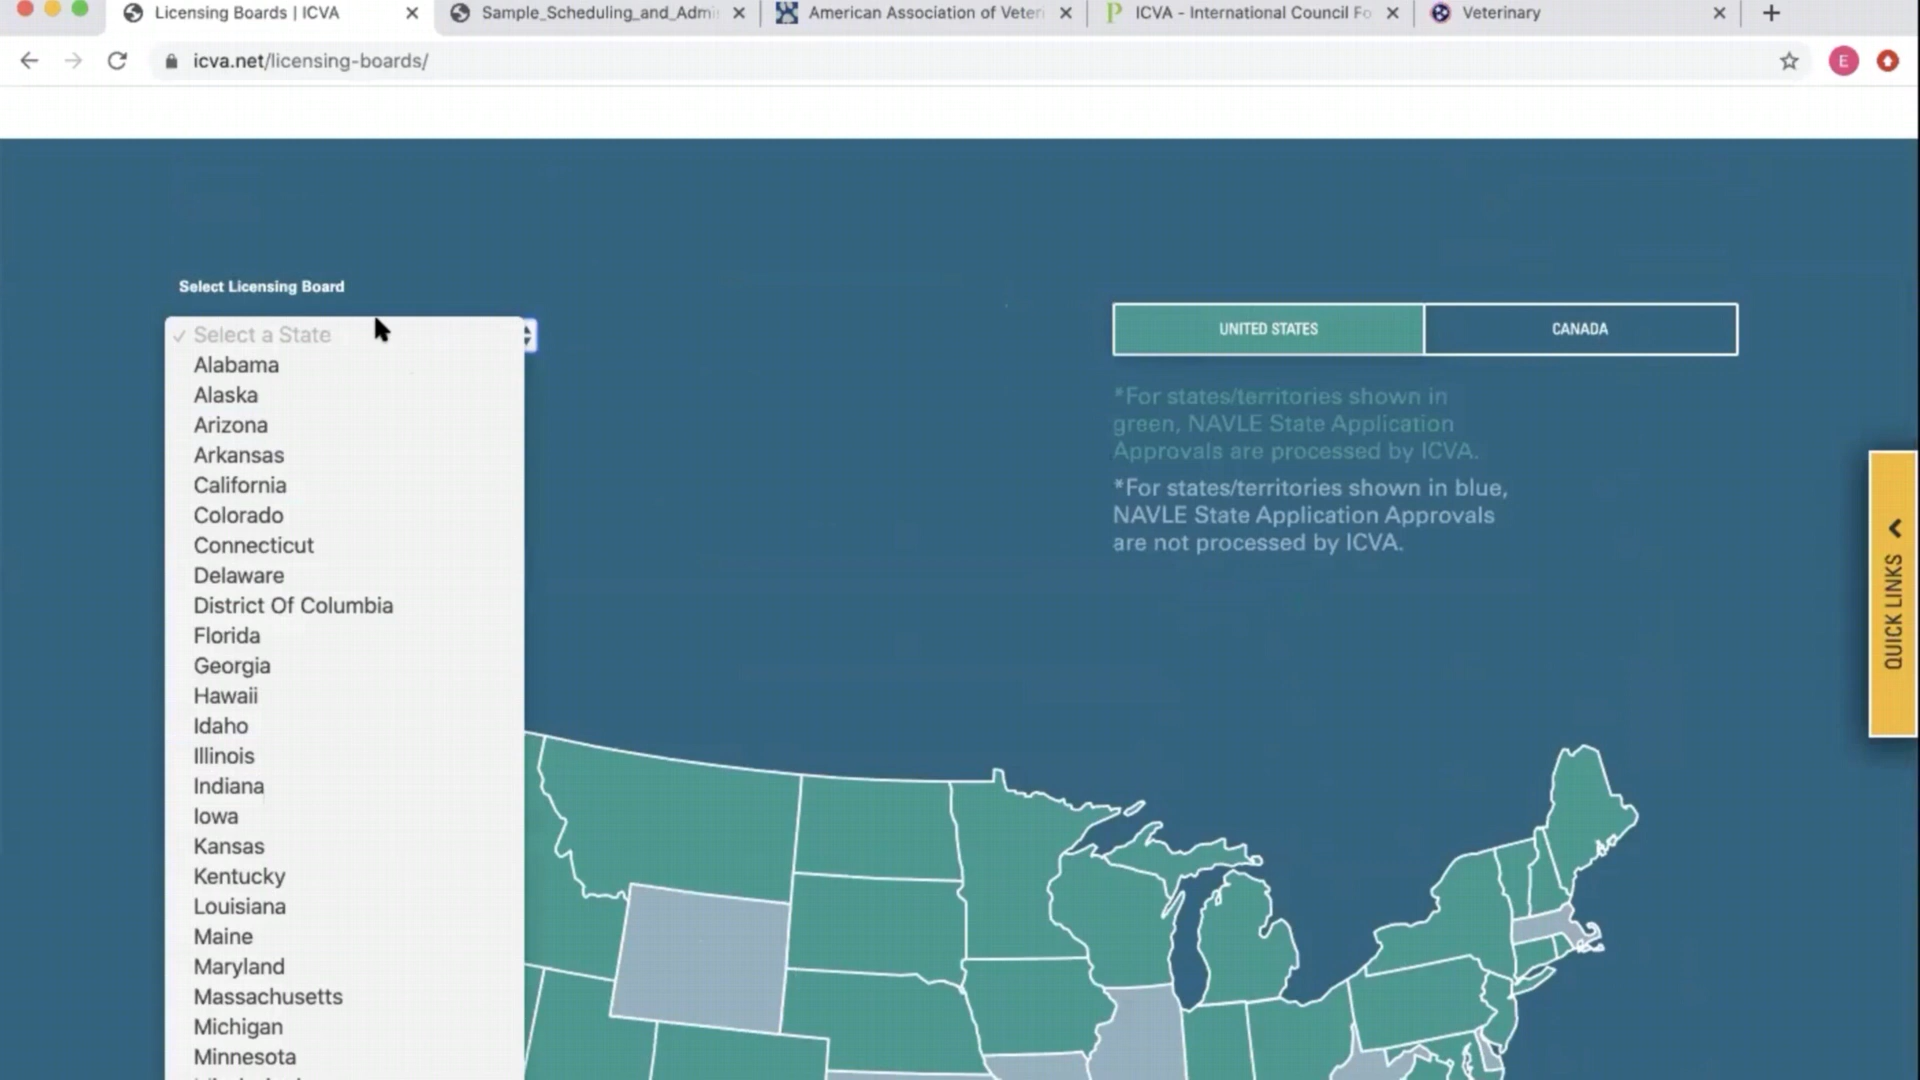 Licensing Boards | ICVA
Sample_Scheduling_and_Admi
American Association of Veteri
ICVA - International Council Fo
Veterinary
icva.net/licensing-boards/
E
Select Licensing Board
✓ Select a State
Alabama
Alaska
Arizona
Arkansas
California
Colorado
Connecticut
Delaware
District Of Columbia
Florida
Georgia
Hawaii
Idaho
Illinois
Indiana
Iowa
Kansas
Kentucky
Louisiana
Maine
Maryland
Massachusetts
Michigan
Minnesota
UNITED STATES
CANADA
*For states/territories shown in
green, NAVLE State Application
Approvals are processed by ICVA.
*For states/territories shown in blue,
NAVLE State Application Approvals
are not processed by ICVA.
QUICK LINKS